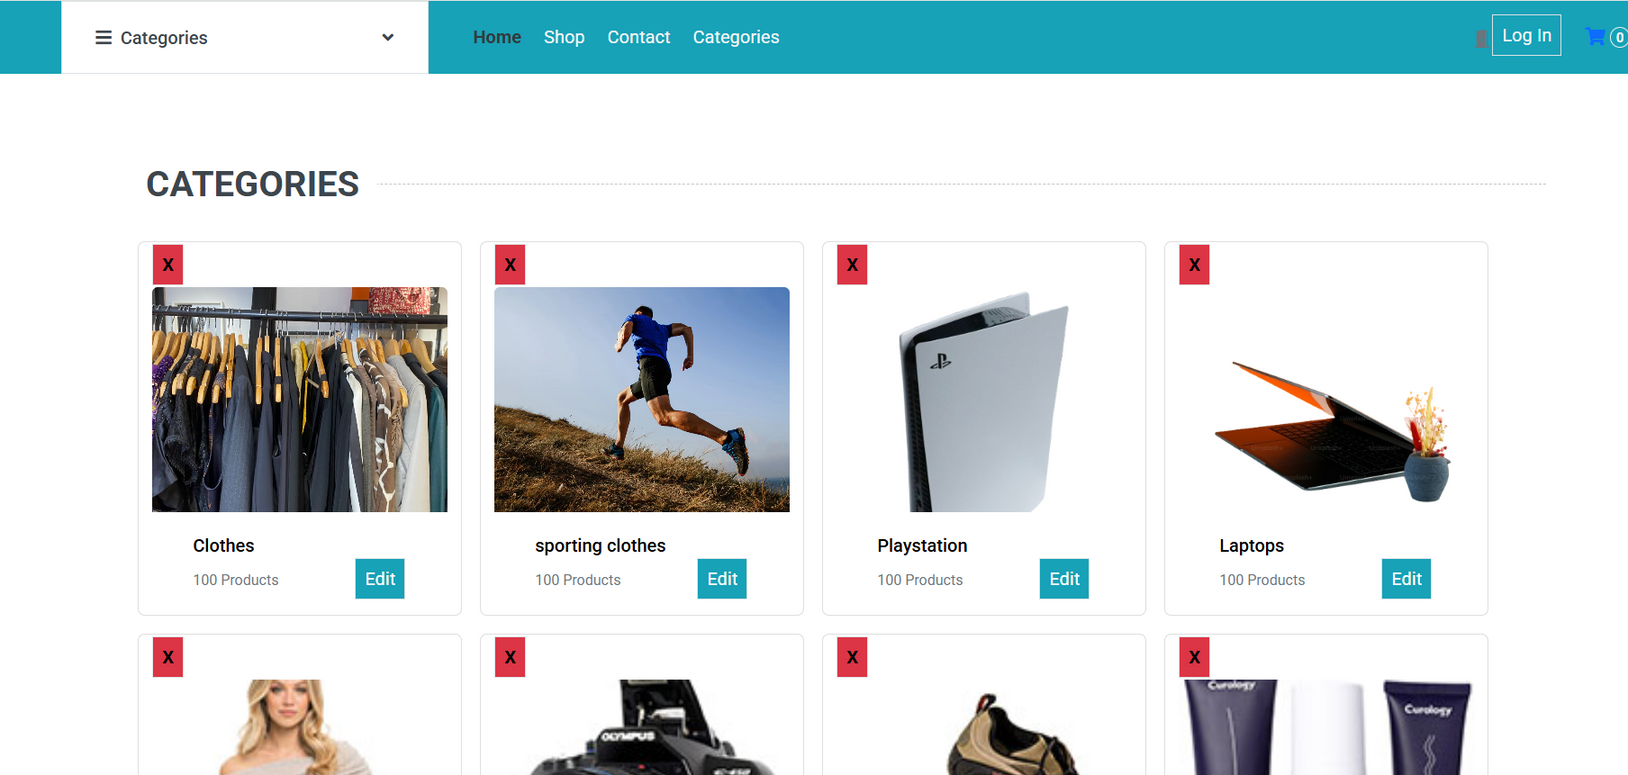 Categories
Home Shop Contact Categories
Log In
0
CATEGORIES
X X X X
Clothes
100 Products
Edit
sporting clothes
100 Products
Edit
Playstation
100 Products
Edit
Laptops
100 Products
Edit
X X X X
OLYMPUS
Curology
Curology